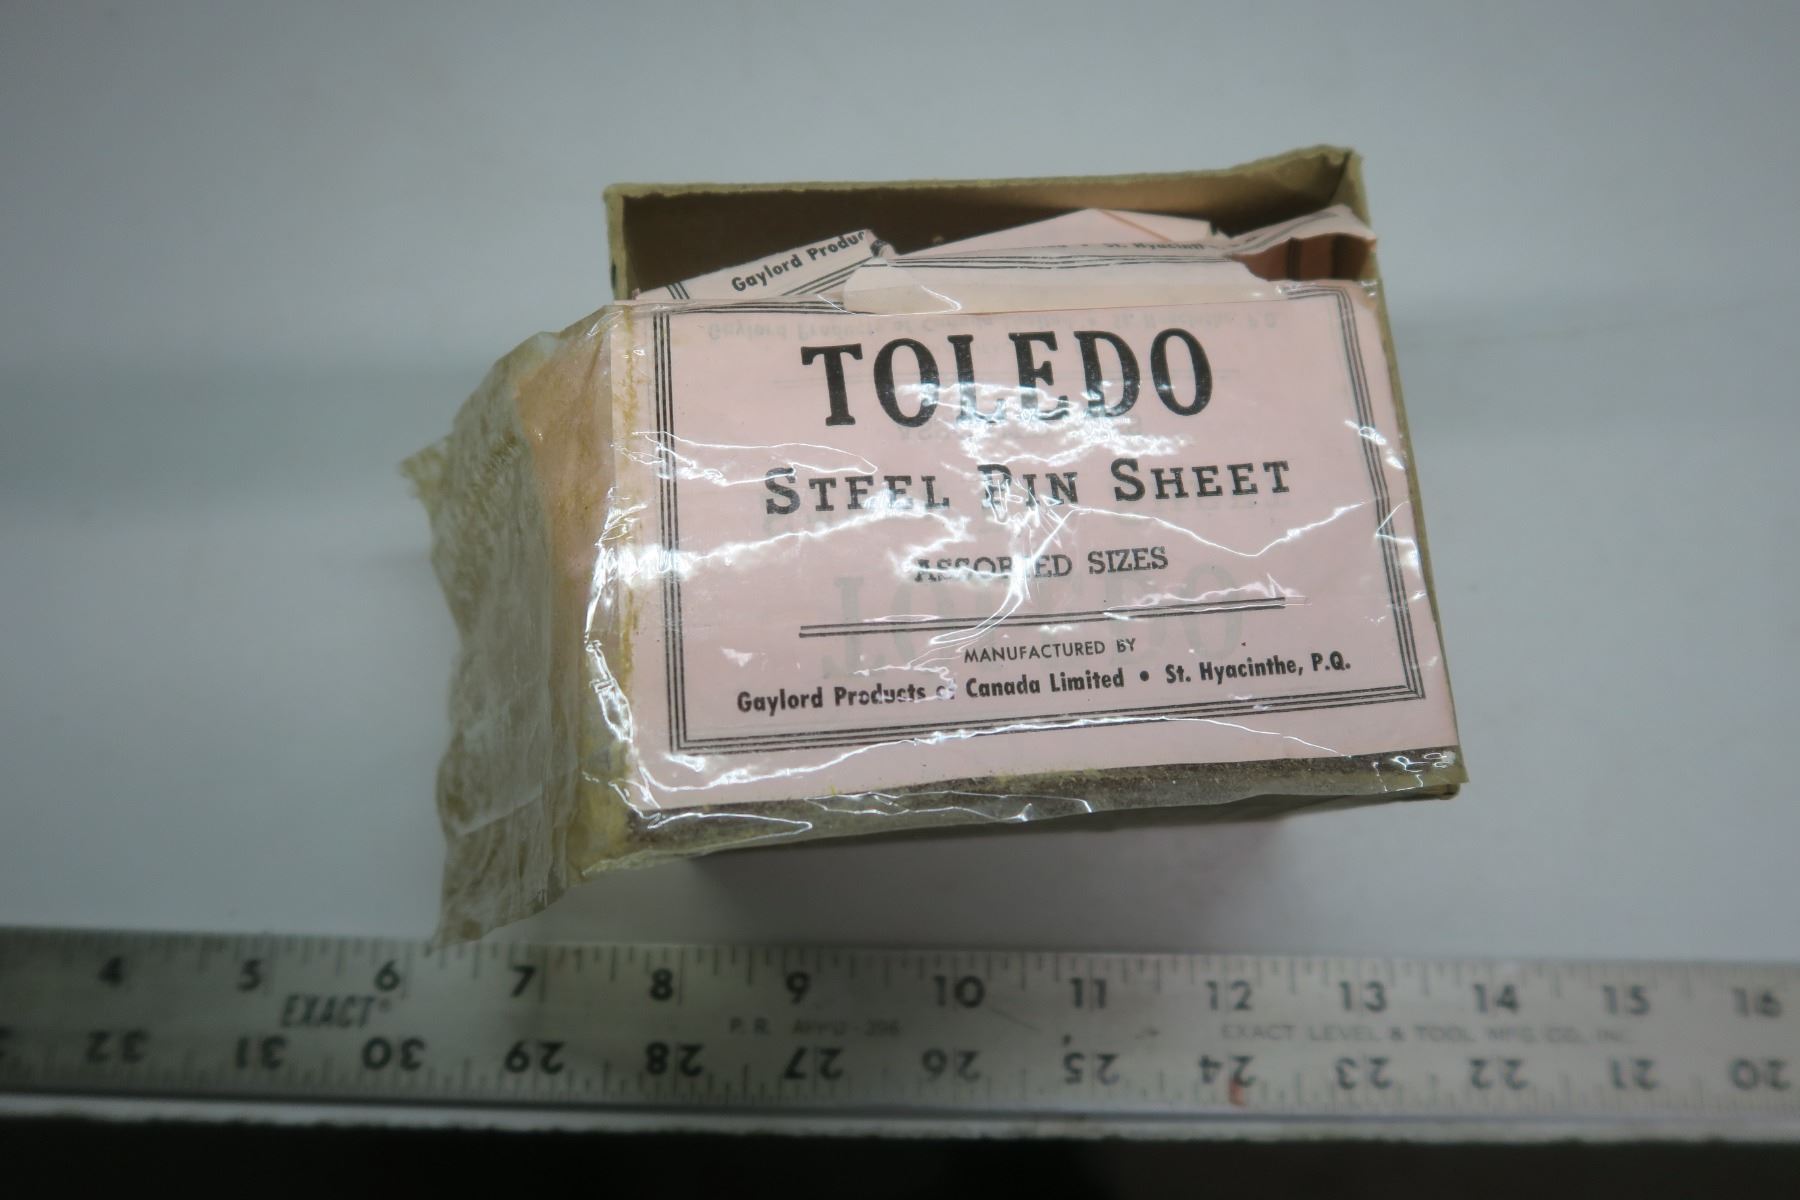 Gaylord Produc
St. Hyacinth
TOLEDO
STEEL PIN SHEET
ASSORTED SIZES
MANUFACTURED BY
Gaylord Products of Canada Limited • St. Hyacinthe, P.Q.
4 5 6 7 8 9 10 11 12 13 14 15 16
EXACT®
EXACT LEVEL & TOOL MFG. CO., INC.
32 31 30 29 28 27 26 25 24 23 22 21 20